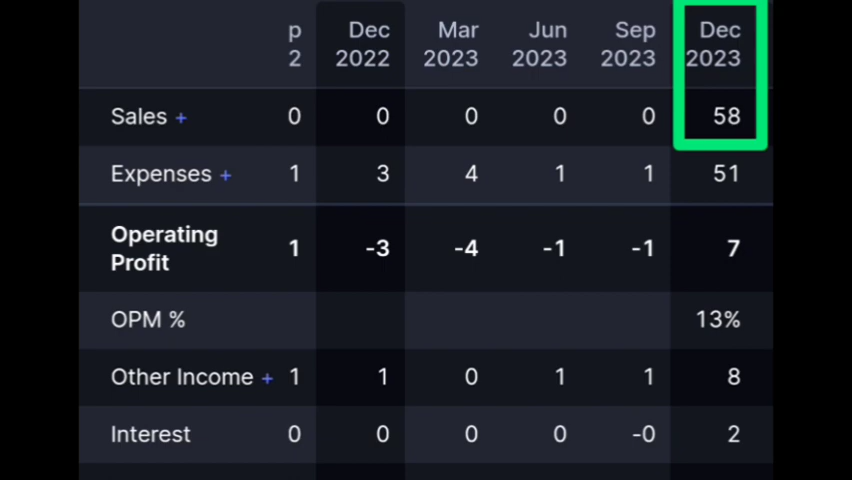 p Dec Mar Jun Sep Dec
2 2022 2023 2023 2023 2023
Sales + 0 0 0 0 0 58
Expenses + 1 3 4 1 1 51
Operating
Profit 1 -3 -4 -1 -1 7
OPM % 13%
Other Income + 1 1 0 1 1 8
Interest 0 0 0 0 -0 2